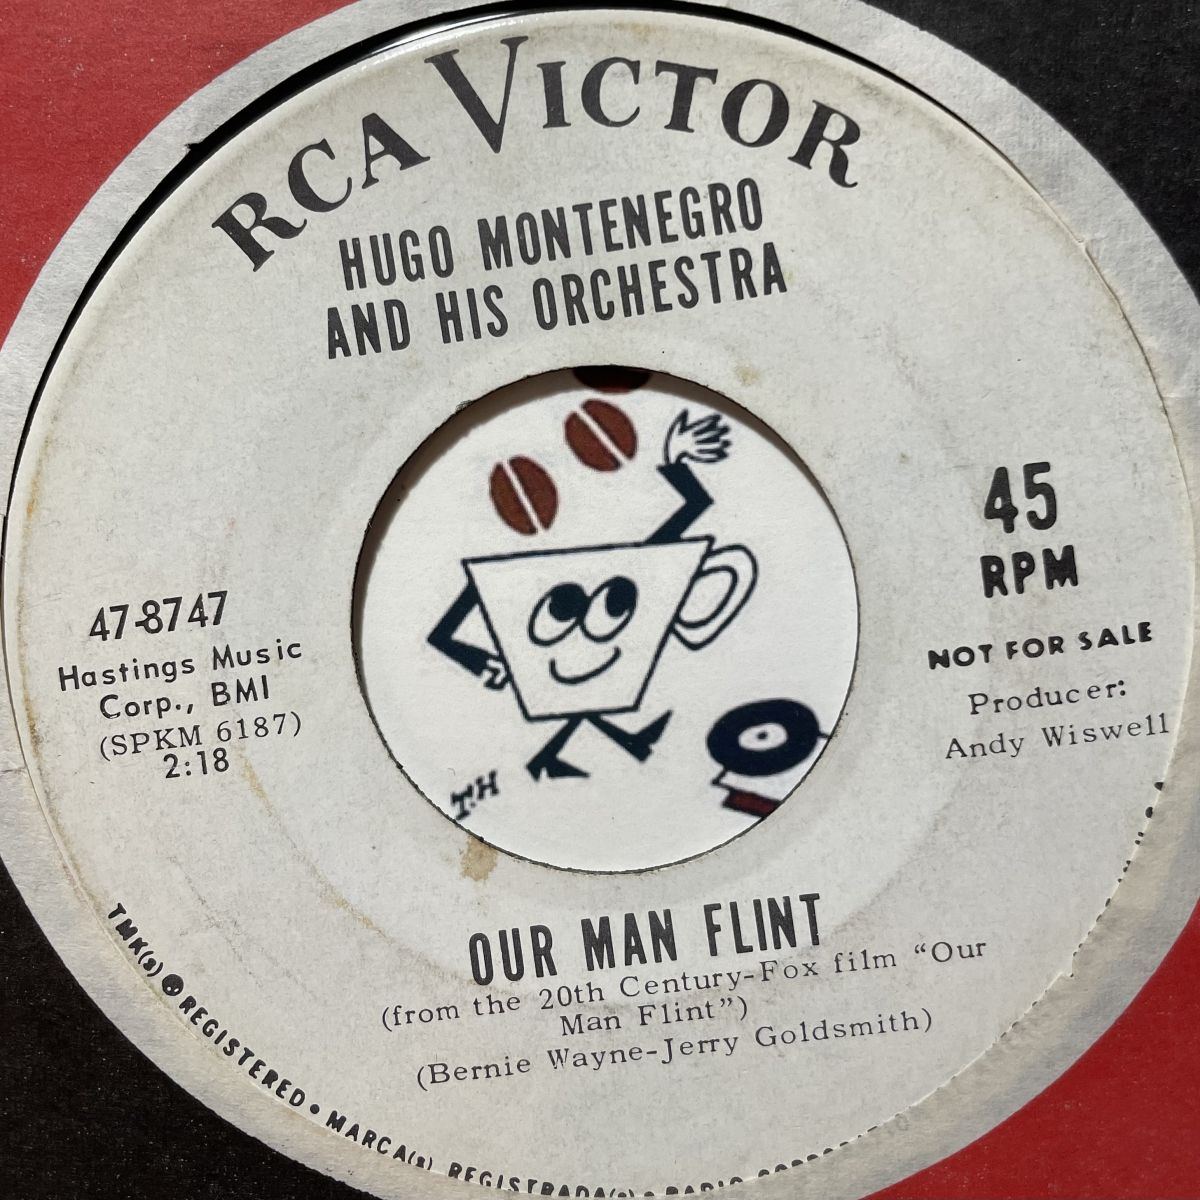 RCA VICTOR
HUGO MONTENEGRO
AND HIS ORCHESTRA
45
RPM
47-8747
Hastings Music
Corp., BMI
(SPKM 6187)
2:18
NOT FOR SALE
Producer:
Andy Wiswell
T.H
OUR MAN FLINT
(from the 20th Century-Fox film “Our
Man Flint”)
(Bernie Wayne-Jerry Goldsmith)
TMK(s) ® REGISTERED • MARCA(s) REGISTRADA(s) • RADIO